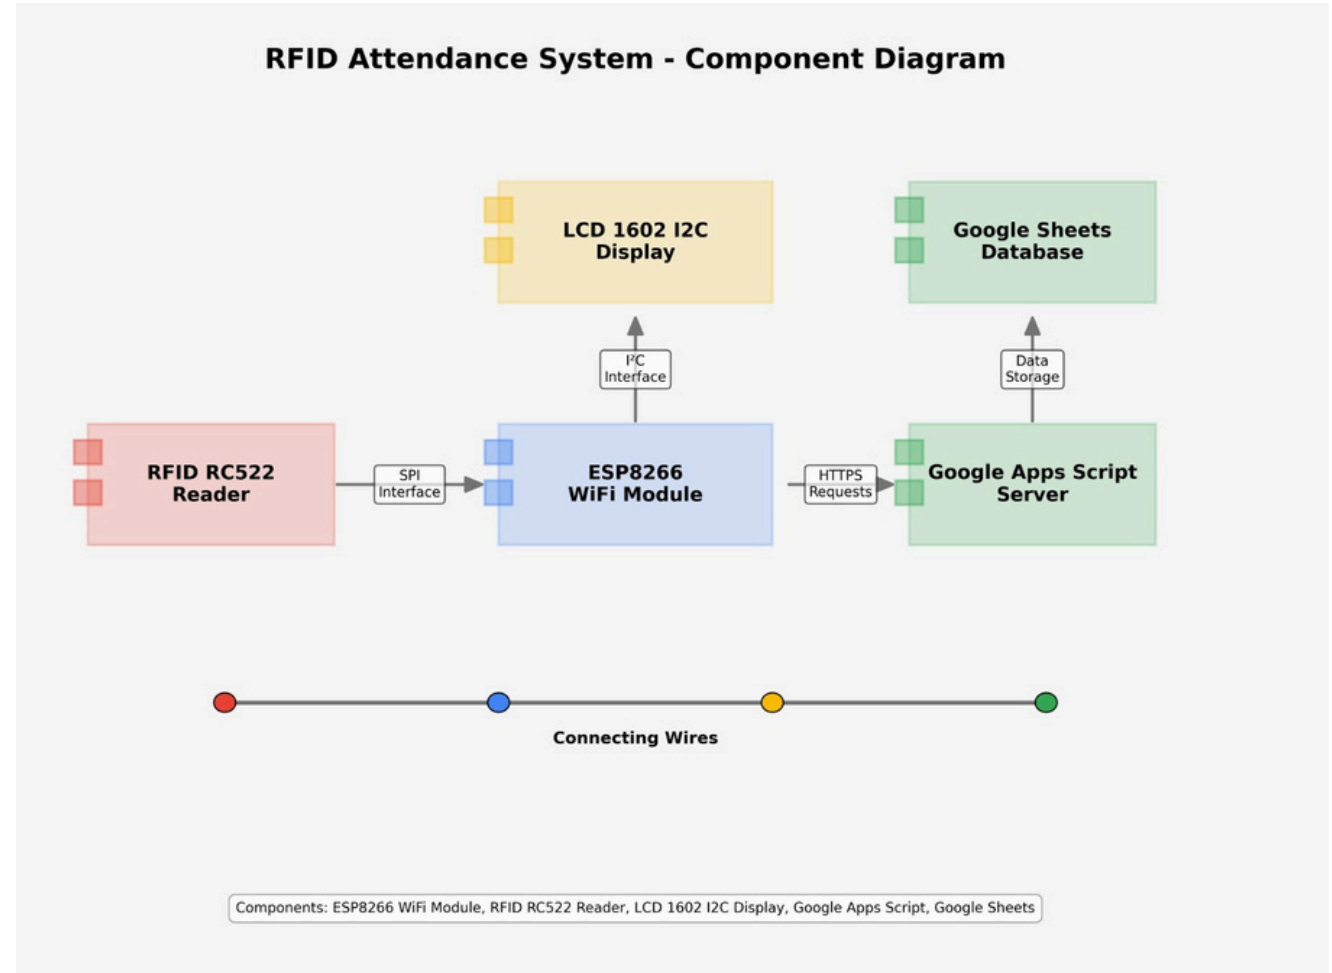 RFID Attendance System - Component Diagram
LCD 1602 I2C
Display
Google Sheets
Database
I²C
Interface
Data
Storage
RFID RC522
Reader
SPI
Interface
ESP8266
WiFi Module
HTTPS
Requests
Google Apps Script
Server
Connecting Wires
Components: ESP8266 WiFi Module, RFID RC522 Reader, LCD 1602 I2C Display, Google Apps Script, Google Sheets